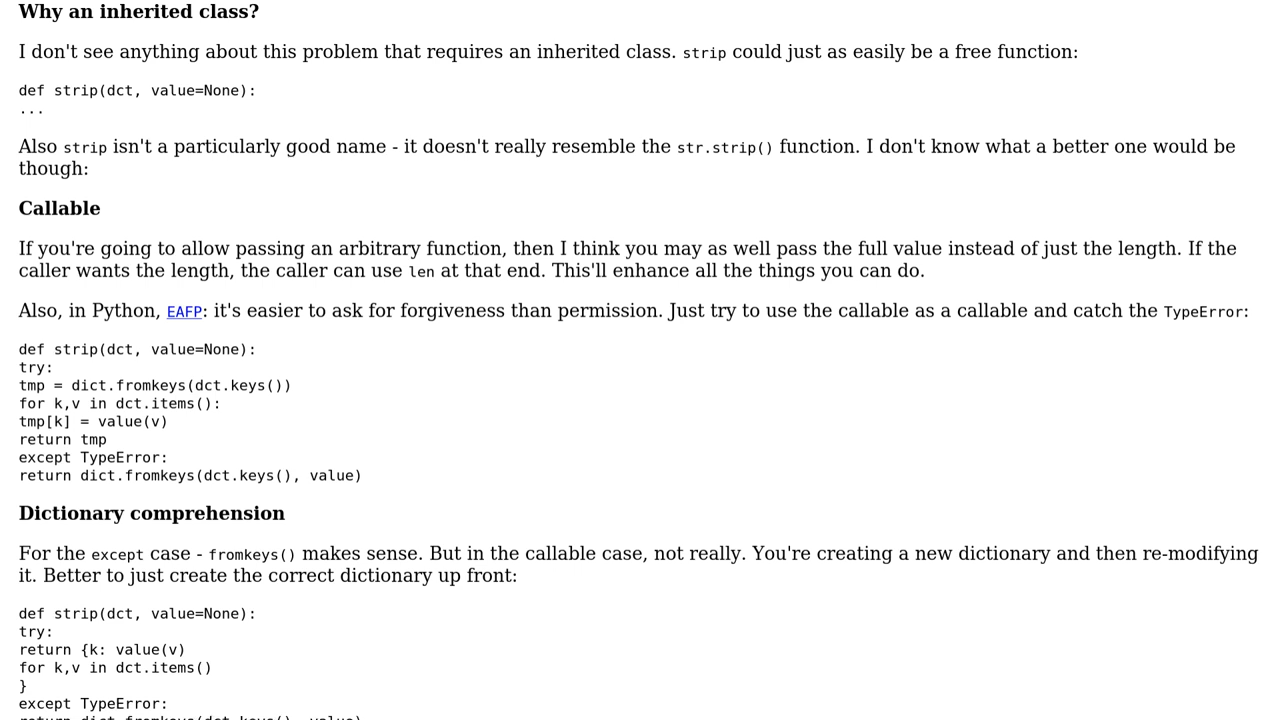 Why an inherited class?
I don't see anything about this problem that requires an inherited class. strip could just as easily be a free function:
def strip(dct, value=None):
...
Also strip isn't a particularly good name - it doesn't really resemble the str.strip() function. I don't know what a better one would be
though:
Callable
If you're going to allow passing an arbitrary function, then I think you may as well pass the full value instead of just the length. If the
caller wants the length, the caller can use len at that end. This'll enhance all the things you can do.
Also, in Python, EAFP: it's easier to ask for forgiveness than permission. Just try to use the callable as a callable and catch the TypeError:
def strip(dct, value=None):
try:
tmp = dict.fromkeys(dct.keys())
for k,v in dct.items():
tmp[k] = value(v)
return tmp
except TypeError:
return dict.fromkeys(dct.keys(), value)
Dictionary comprehension
For the except case - fromkeys() makes sense. But in the callable case, not really. You're creating a new dictionary and then re-modifying
it. Better to just create the correct dictionary up front:
def strip(dct, value=None):
try:
return {k: value(v)
for k,v in dct.items()
}
except TypeError:
return dict.fromkeys(dct.keys(), value)